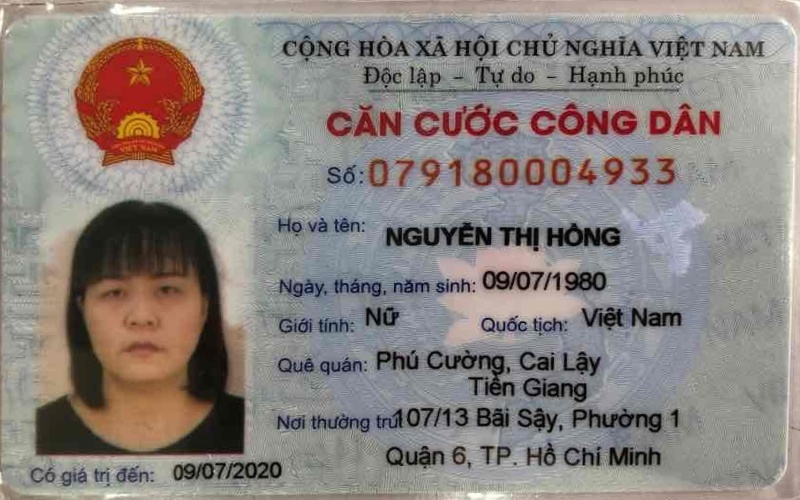 CỘNG HÒA XÃ HỘI CHỦ NGHĨA VIỆT NAM
Độc lập - Tự do - Hạnh phúc
CĂN CƯỚC CÔNG DÂN
Số: 079180004933
Họ và tên: NGUYỄN THỊ HỒNG
Ngày, tháng, năm sinh: 09/07/1980
Giới tính: Nữ Quốc tịch: Việt Nam
Quê quán: Phú Cường, Cai Lậy
Tiền Giang
Nơi thường trú: 107/13 Bãi Sậy, Phường 1
Quận 6, TP. Hồ Chí Minh
Có giá trị đến: 09/07/2020
VIỆT NAM